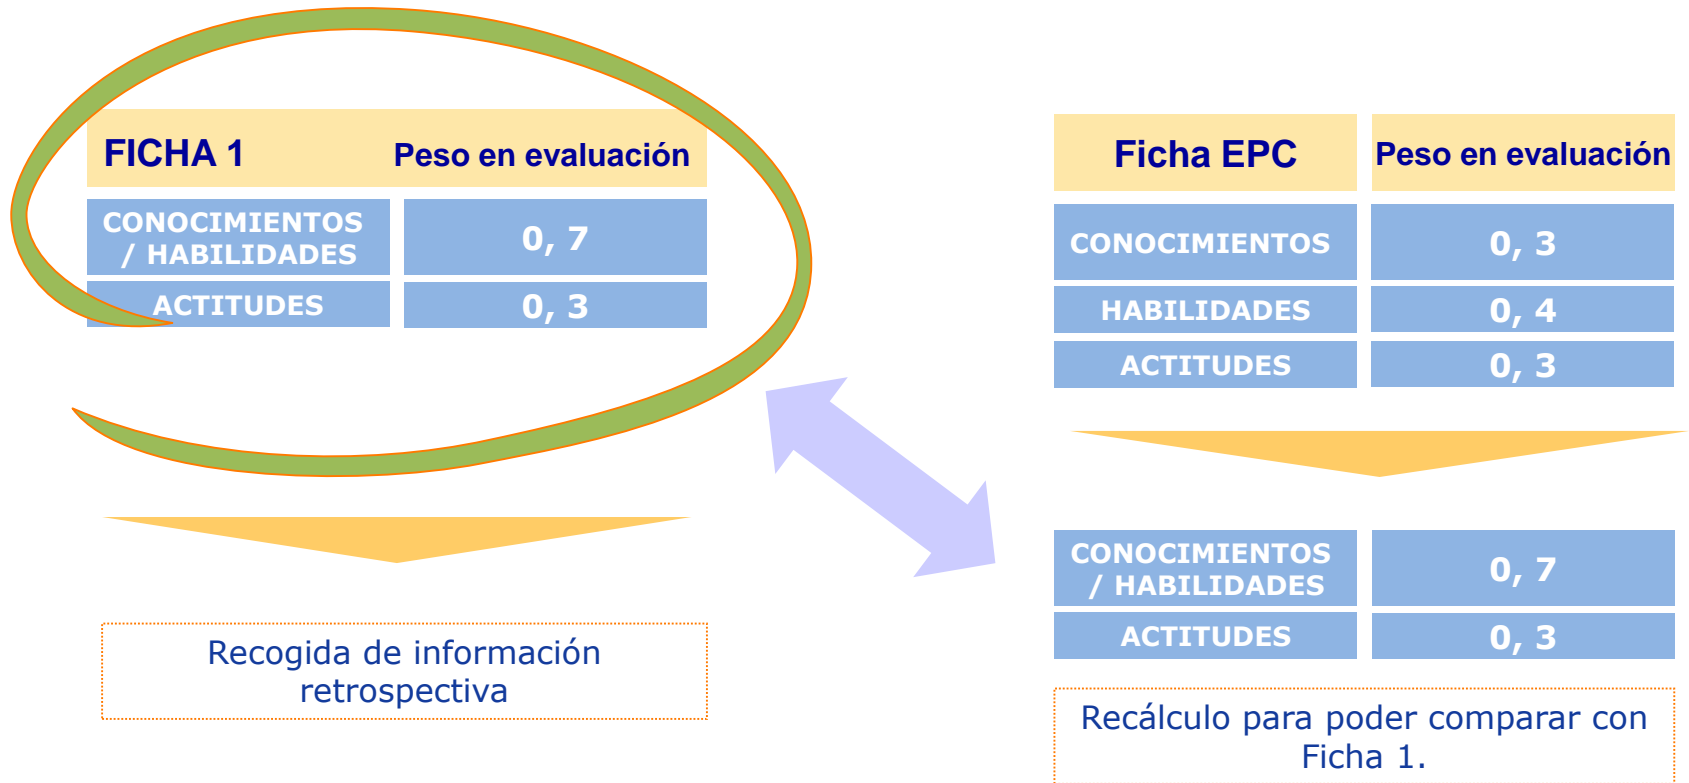 FICHA 1 Peso en evaluación
CONOCIMIENTOS
/ HABILIDADES
0, 7
ACTITUDES 0, 3
Recogida de información
retrospectiva
Ficha EPC Peso en evaluación
CONOCIMIENTOS 0, 3
HABILIDADES 0, 4
ACTITUDES 0, 3
CONOCIMIENTOS
/ HABILIDADES
0, 7
ACTITUDES 0, 3
Recálculo para poder comparar con
Ficha 1.